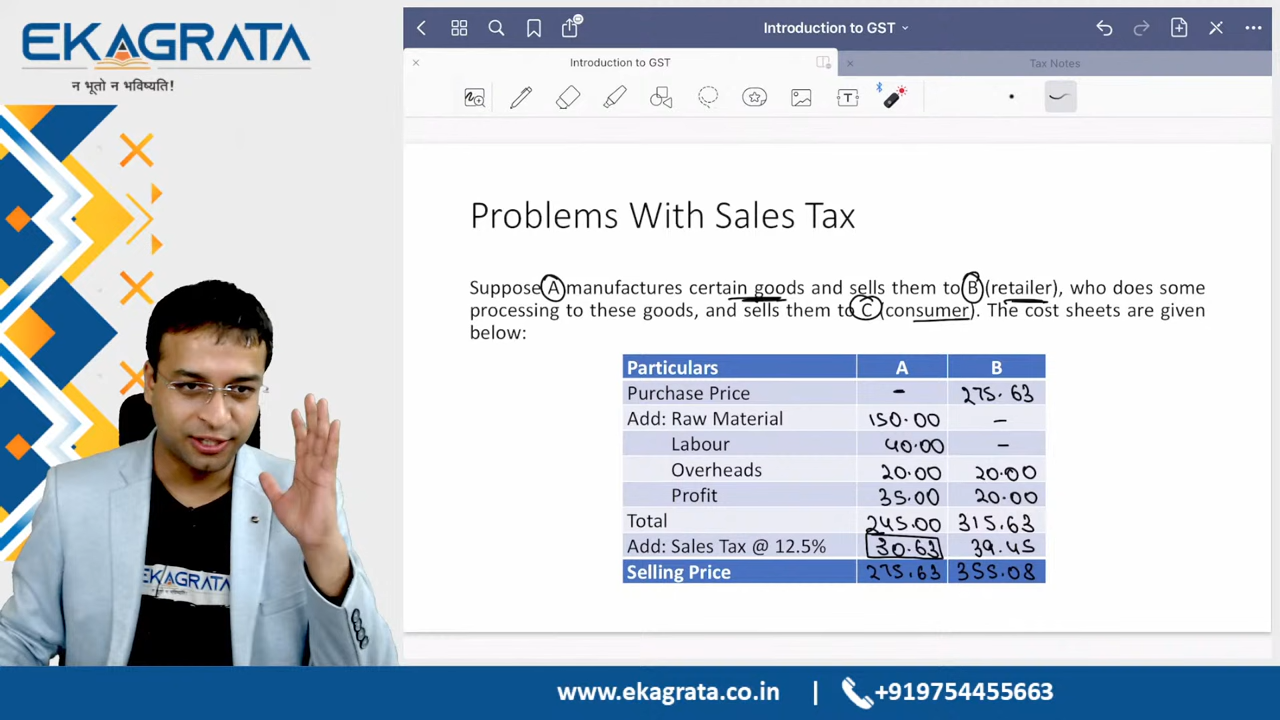 EKAGRATA
न भूतो न भविष्यति!
Introduction to GST
Introduction to GST
Tax Notes
Problems With Sales Tax
Suppose A manufactures certain goods and sells them to B (retailer), who does some
processing to these goods, and sells them to C (consumer). The cost sheets are given
below:
Particulars A B
Purchase Price - 275.63
Add: Raw Material 150.00 -
Labour 40.00 -
Overheads 20.00 20.00
Profit 35.00 20.00
Total 245.00 315.63
Add: Sales Tax @ 12.5% 30.63 39.45
Selling Price 275.63 355.08
EKAGRATA
www.ekagrata.co.in | +919754455663